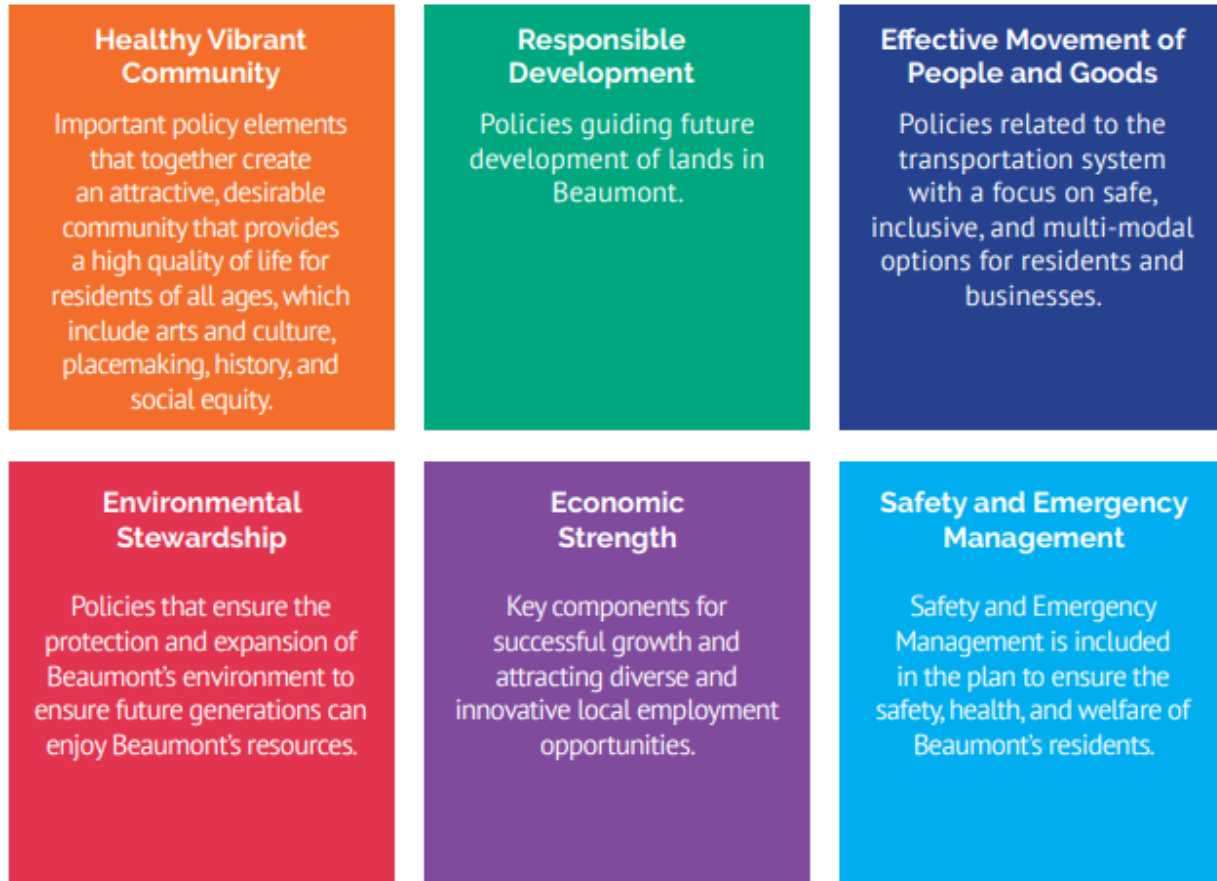 Healthy Vibrant
Community
Important policy elements
that together create
an attractive, desirable
community that provides
a high quality of life for
residents of all ages, which
include arts and culture,
placemaking, history, and
social equity.
Responsible
Development
Policies guiding future
development of lands in
Beaumont.
Effective Movement of
People and Goods
Policies related to the
transportation system
with a focus on safe,
inclusive, and multi-modal
options for residents and
businesses.
Environmental
Stewardship
Policies that ensure the
protection and expansion of
Beaumont's environment to
ensure future generations can
enjoy Beaumont's resources.
Economic
Strength
Key components for
successful growth and
attracting diverse and
innovative local employment
opportunities.
Safety and Emergency
Management
Safety and Emergency
Management is included
in the plan to ensure the
safety, health, and welfare of
Beaumont's residents.